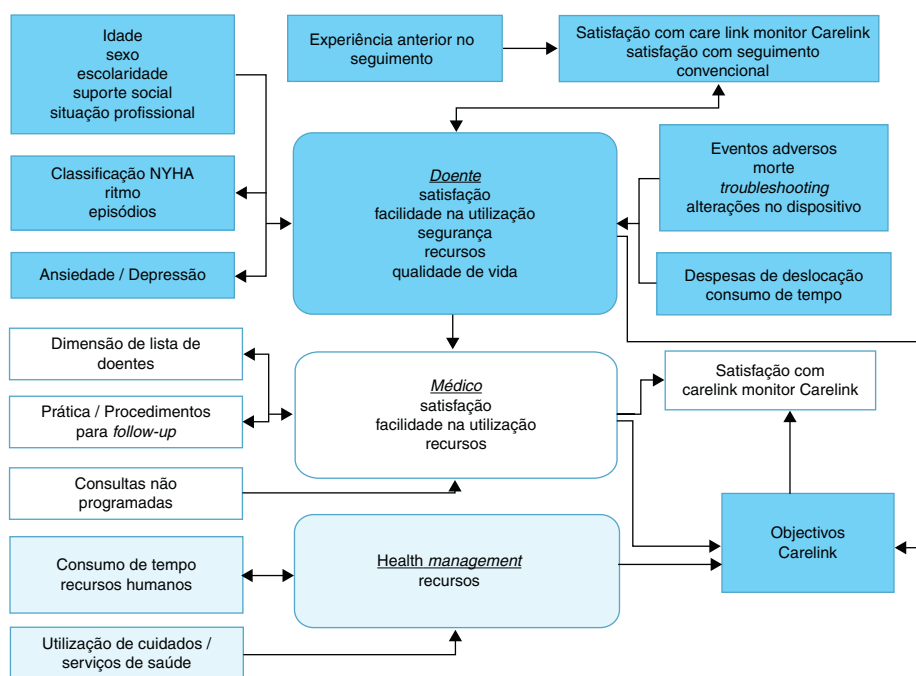 Idade
sexo
escolaridade
suporte social
situação profissional
Experiência anterior no
seguimento
Satisfação com care link monitor Carelink
satisfação com seguimento
convencional
Classificação NYHA
ritmo
episódios
Ansiedade / Depressão
Doente
satisfação
facilidade na utilização
segurança
recursos
qualidade de vida
Eventos adversos
morte
troubleshooting
alterações no dispositivo
Despesas de deslocação
consumo de tempo
Dimensão de lista de
doentes
Prática / Procedimentos
para follow-up
Consultas não
programadas
Médico
satisfação
facilidade na utilização
recursos
Satisfação com
carelink monitor Carelink
Consumo de tempo
recursos humanos
Utilização de cuidados /
serviços de saúde
Health management
recursos
Objectivos
Carelink